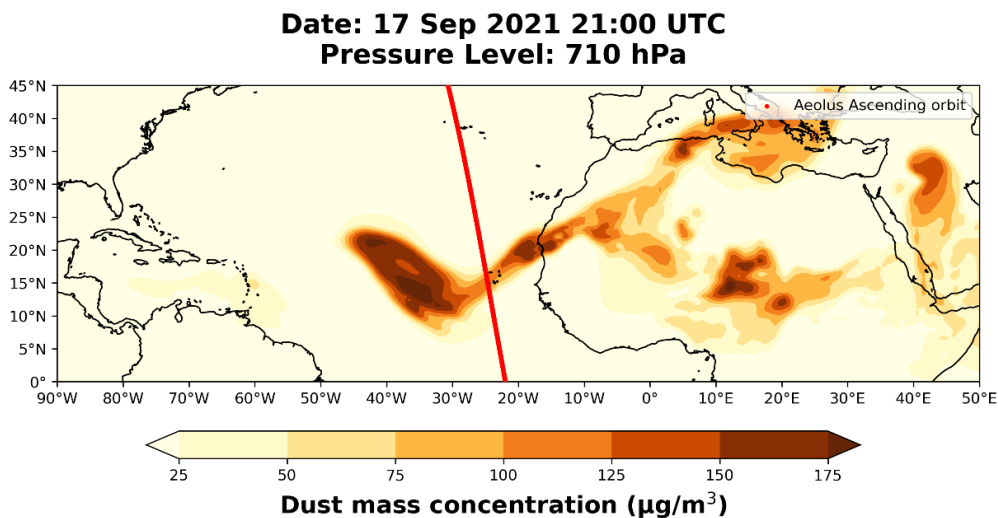 Date: 17 Sep 2021 21:00 UTC
Pressure Level: 710 hPa
45°N
40°N
35°N
30°N
25°N
20°N
15°N
10°N
5°N
0°
Aeolus Ascending orbit
90°W 80°W 70°W 60°W 50°W 40°W 30°W 20°W 10°W 0° 10°E 20°E 30°E 40°E 50°E
25 50 75 100 125 150 175
Dust mass concentration (μg/m³)